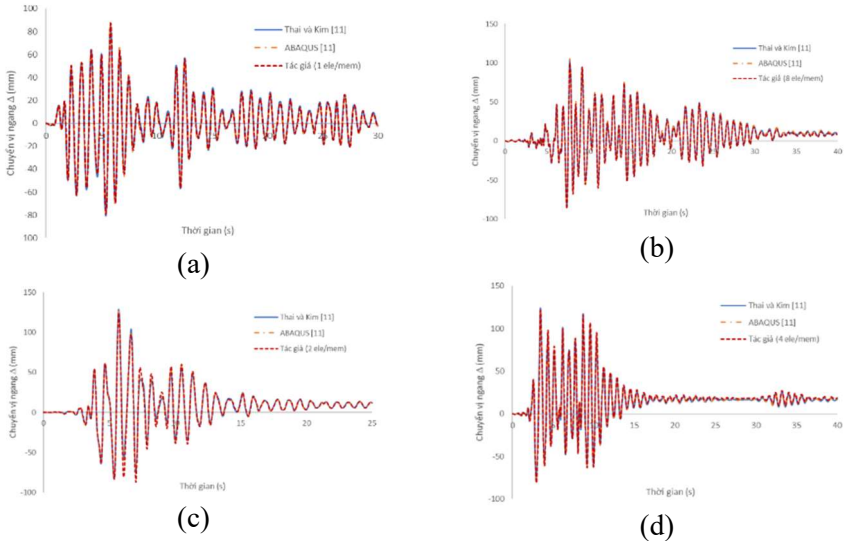 100
80
60
40
20
0
20
40
60
80
100
Chuyển vị ngang Δ (mm)
Thai và Kim [11]
ABAQUS [11]
Tác giả (1 ele/mem)
0
10
20
30
Thời gian (s)
(a)
150
100
50
0
-50
-100
Chuyển vị ngang Δ (mm)
Thai và Kim [11]
ABAQUS [11]
Tác giả (8 ele/mem)
0
5
10
20
30
35
40
Thời gian (s)
(b)
150
100
50
0
-50
-100
Chuyển vị ngang Δ (mm)
Thai và Kim [11]
ABAQUS [11]
Tác giả (2 ele/mem)
0
5
10
15
20
25
Thời gian (s)
(c)
150
100
50
0
-50
-100
Chuyển vị ngang Δ (mm)
Thai và Kim [11]
ABAQUS [11]
Tác giả (4 ele/mem)
0
5
10
15
20
25
30
35
40
Thời gian (s)
(d)